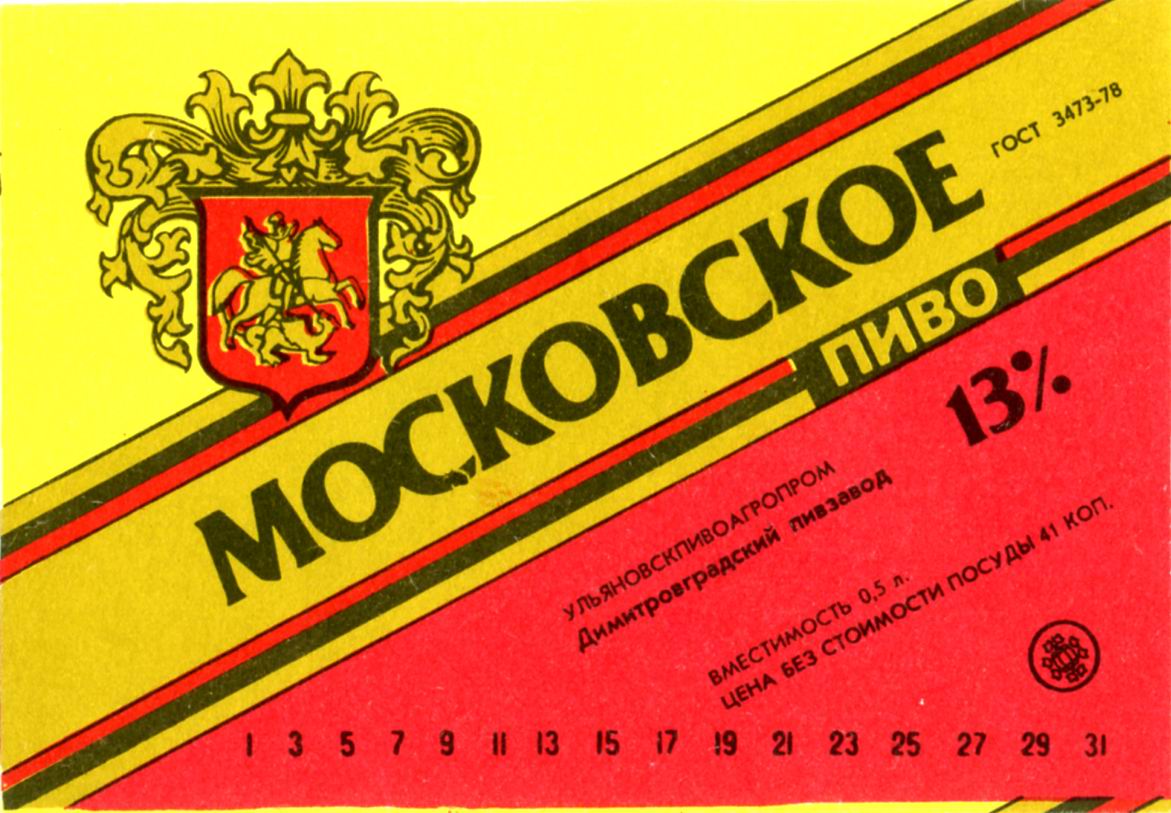 МОСКОВСКОЕ
ГОСТ 3473-78
ПИВО
13%
УЛЬЯНОВСКПИВОАГРОПРОМ
Димитровградский пивзавод
ВМЕСТИМОСТЬ 0,5 л.
ЦЕНА БЕЗ СТОИМОСТИ ПОСУДЫ 41 КОП.
1 3 5 7 9 11 13 15 17 19 21 23 25 27 29 31